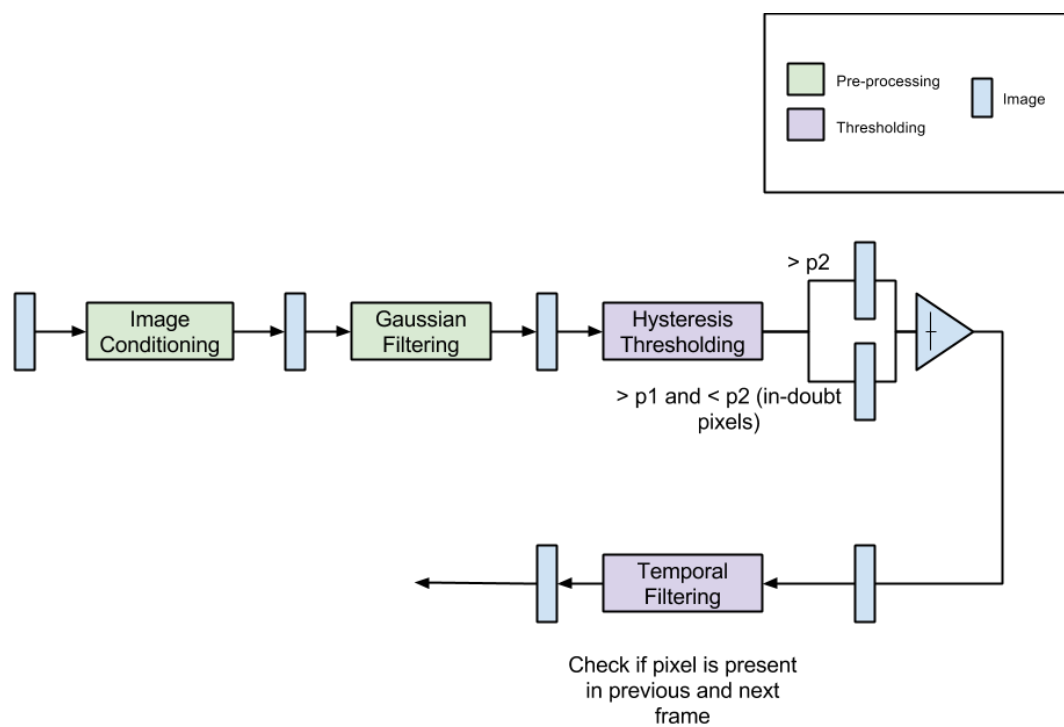 Pre-processing
Image
Thresholding
> p2
Image
Conditioning
Gaussian
Filtering
Hysteresis
Thresholding
> p1 and < p2 (in-doubt
pixels)
Temporal
Filtering
Check if pixel is present
in previous and next
frame